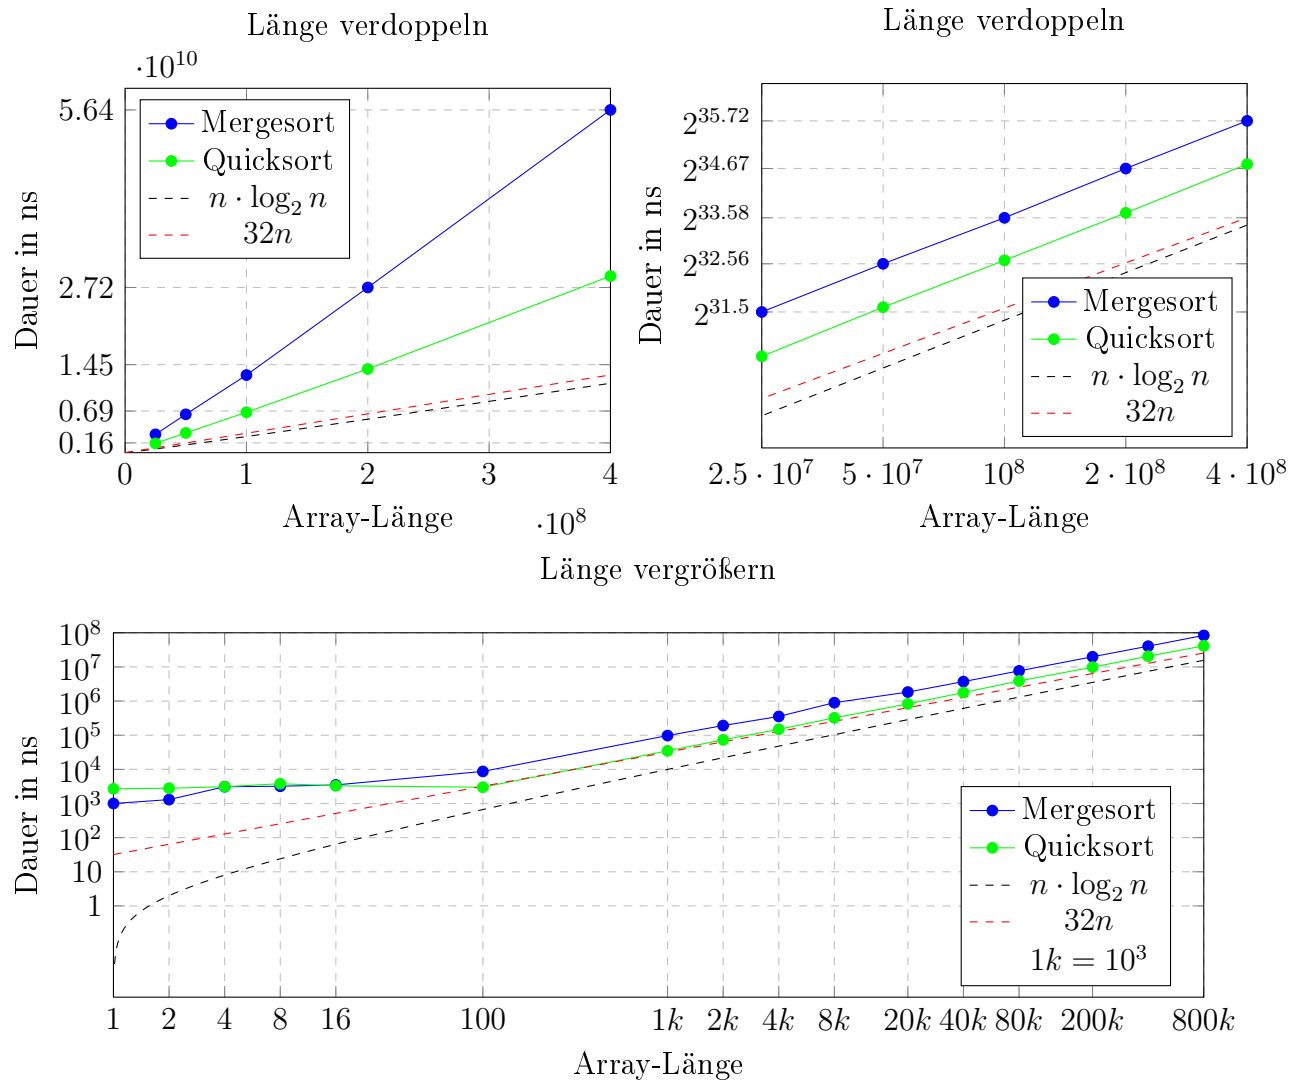 Länge verdoppeln
·10^10
5.64
2.72
1.45
0.69
0.16
Dauer in ns
Mergesort
Quicksort
n · log₂ n
32n
0 1 2 3 4
Array-Länge
·10^8
Länge verdoppeln
2^35.72
2^34.67
2^33.58
2^32.56
2^31.5
Dauer in ns
Mergesort
Quicksort
n · log₂ n
32n
2.5 · 10^7 5 · 10^7 10^8 2 · 10^8 4 · 10^8
Array-Länge
Länge vergrößern
10^8
10^7
10^6
10^5
10^4
10^3
10^2
10
1
Dauer in ns
Mergesort
Quicksort
n · log₂ n
32n
1k = 10^3
1 2 4 8 16 100 1k 2k 4k 8k 20k 40k 80k 200k 800k
Array-Länge